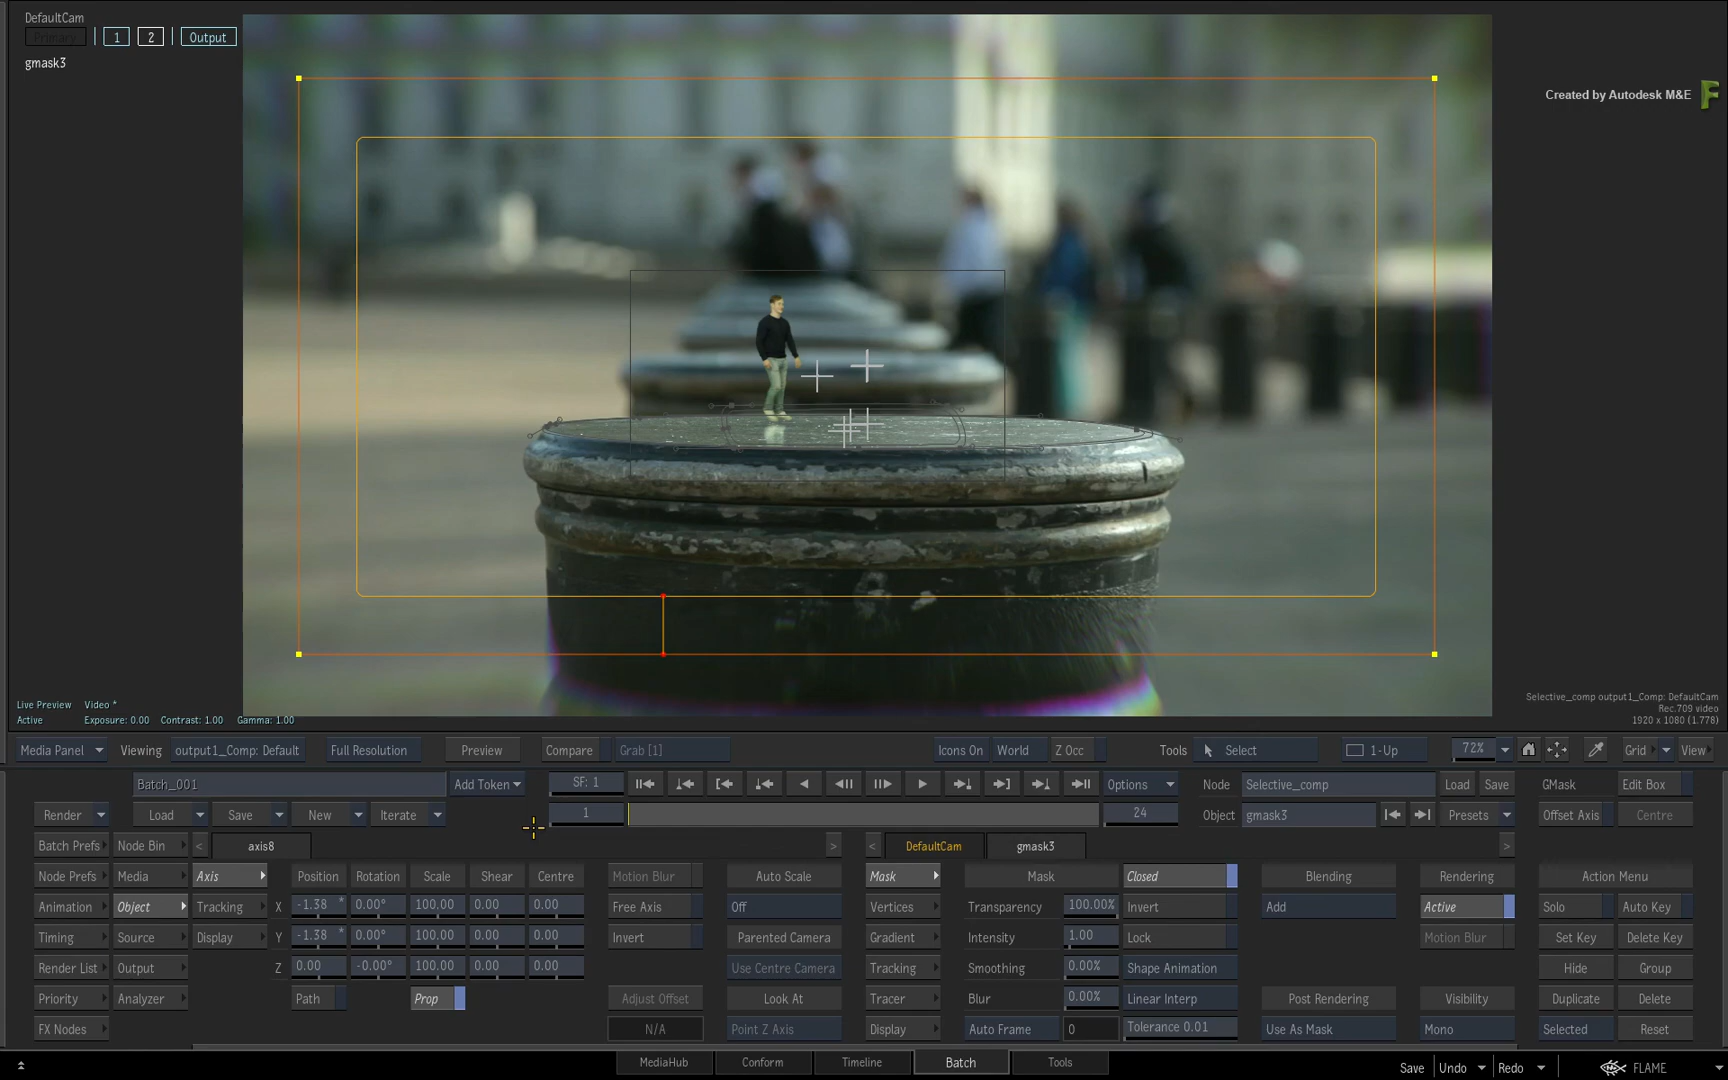 DefaultCam
Primary 1 2 Output
gmask3
Created by Autodesk M&E
Live Preview Video *
Active Exposure: 0.00 Contrast: 1.00 Gamma: 1.00
Selective_comp output1_Comp: DefaultCam
Rec.709 video
1920 x 1080 (1.778)
Media Panel Viewing output1_Comp: Default Full Resolution Preview Compare Grab [1] Icons On World Z Occ Tools Select 1-Up 72% Grid View
Batch_001 Add Token SF: 1 Options Node Selective_comp Load Save GMask Edit Box
Render Load Save New Iterate 1 24 Object gmask3 Presets Offset Axis Centre
Batch Prefs Node Bin < axis8 > < DefaultCam gmask3 >
Node Prefs Media Axis Position Rotation Scale Shear Centre Motion Blur Auto Scale Mask Mask Closed Blending Rendering Action Menu
Animation Object Tracking X -1.38 * 0.00° 100.00 0.00 0.00 Free Axis Off Vertices Transparency 100.00% Invert Add Active Solo Auto Key
Timing Source Display Y -1.38 * 0.00° 100.00 0.00 0.00 Invert Parented Camera Gradient Intensity 1.00 Lock Motion Blur Set Key Delete Key
Render List Output Z 0.00 -0.00° 100.00 0.00 0.00 Use Centre Camera Tracking Smoothing 0.00% Shape Animation Hide Group
Priority Analyzer Path Prop Adjust Offset Look At Tracer Blur 0.00% Linear Interp Post Rendering Visibility Duplicate Delete
FX Nodes N/A Point Z Axis Display Auto Frame 0 Tolerance 0.01 Use As Mask Mono Selected Reset
MediaHub Conform Timeline Batch Tools Save Undo Redo FLAME